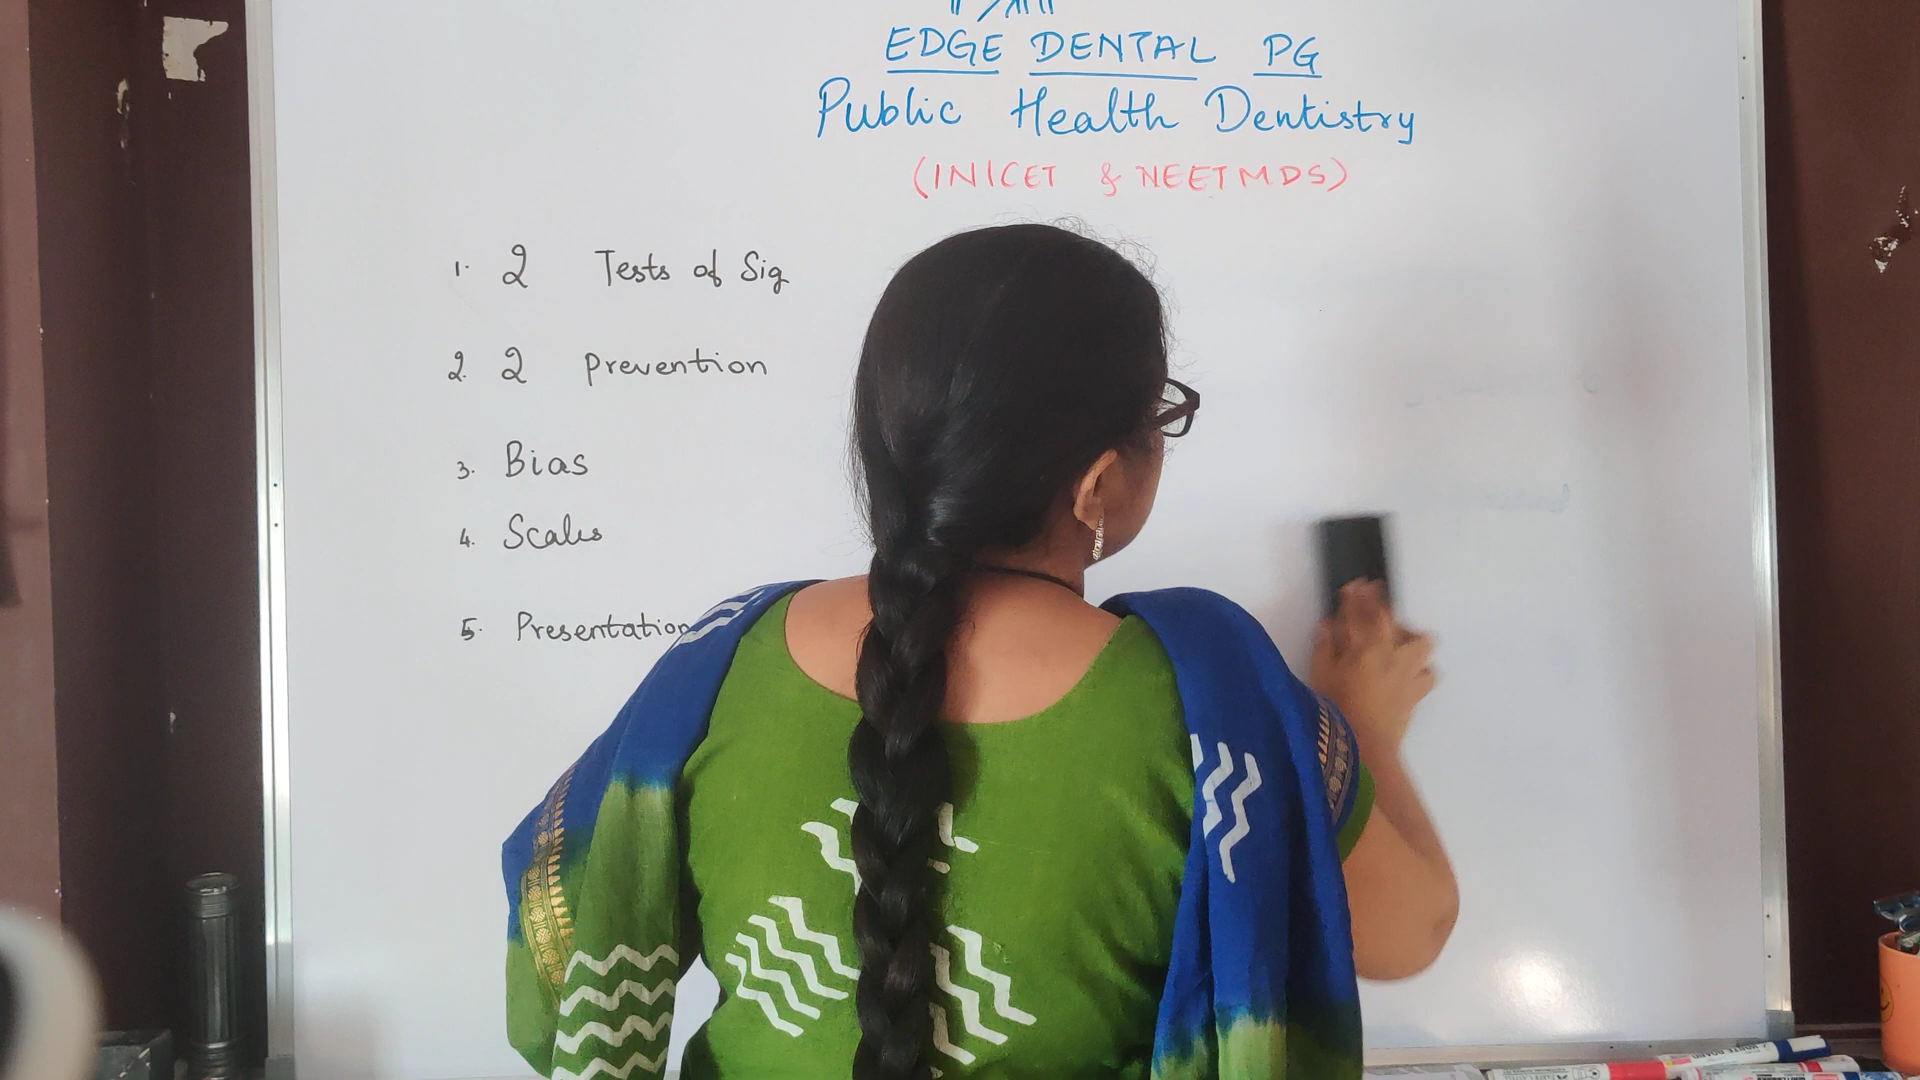 EDGE DENTAL PG
Public Health Dentistry
(INICET & NEETMDS)
1. 2 Tests of Sig
2. 2 Prevention
3. Bias
4. Scales
5. Presentation